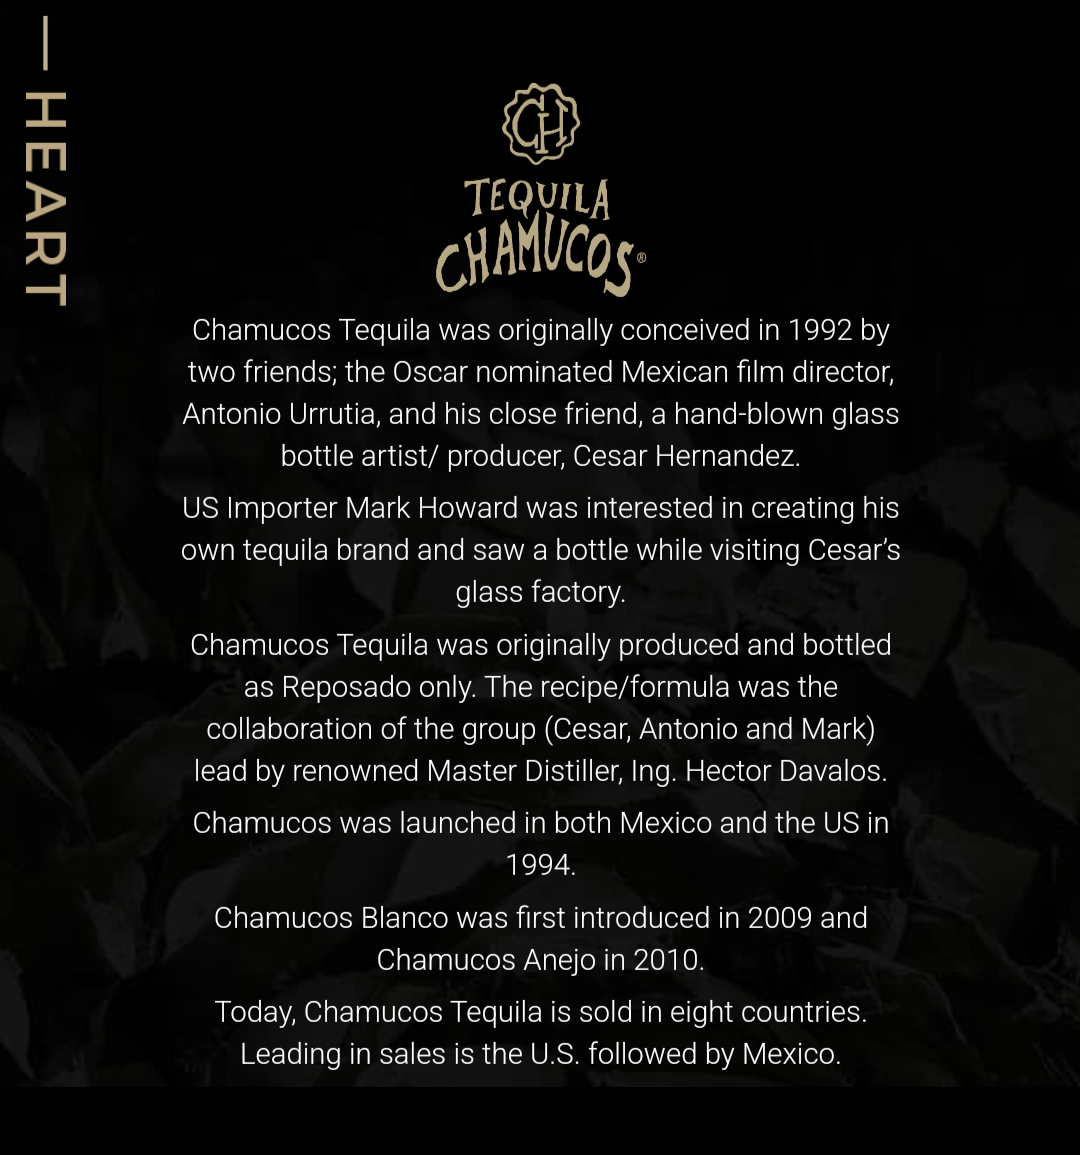 — HEART
CH
TEQUILA
CHAMUCOS®
Chamucos Tequila was originally conceived in 1992 by
two friends; the Oscar nominated Mexican film director,
Antonio Urrutia, and his close friend, a hand-blown glass
bottle artist/ producer, Cesar Hernandez.
US Importer Mark Howard was interested in creating his
own tequila brand and saw a bottle while visiting Cesar’s
glass factory.
Chamucos Tequila was originally produced and bottled
as Reposado only. The recipe/formula was the
collaboration of the group (Cesar, Antonio and Mark)
lead by renowned Master Distiller, Ing. Hector Davalos.
Chamucos was launched in both Mexico and the US in
1994.
Chamucos Blanco was first introduced in 2009 and
Chamucos Anejo in 2010.
Today, Chamucos Tequila is sold in eight countries.
Leading in sales is the U.S. followed by Mexico.